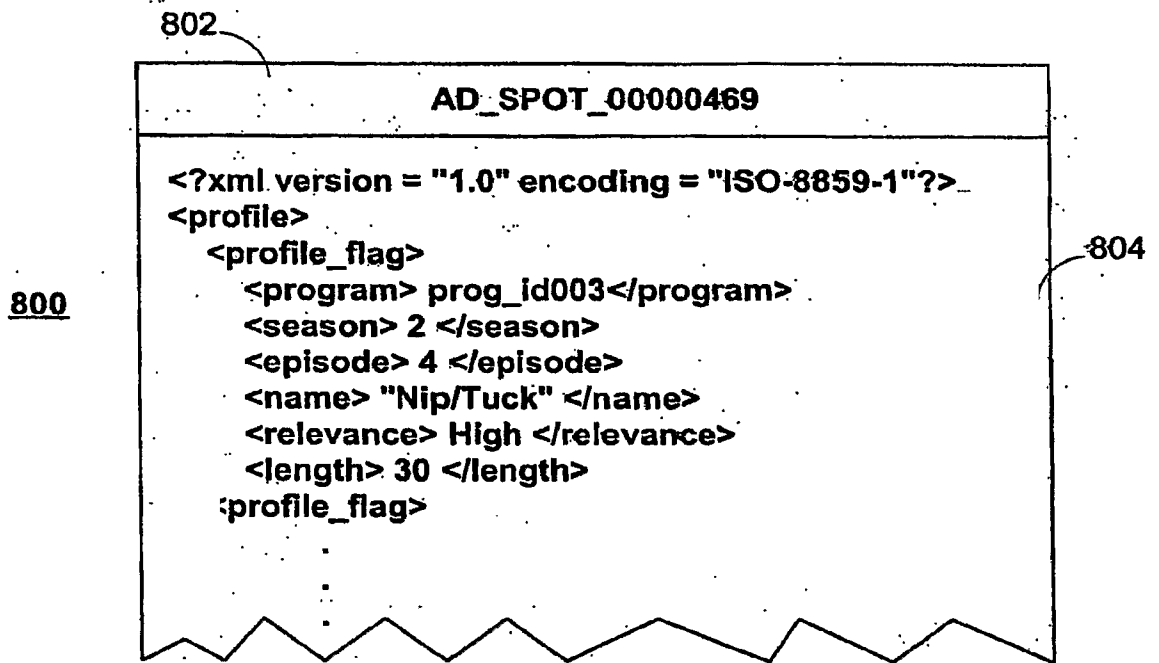 802
AD_SPOT_00000469
<?xml version = "1.0" encoding = "ISO-8859-1"?>
<profile>
<profile_flag>
804
<program> prog_id003</program>
800
<season> 2 </season>
<episode> 4 </episode>
<name> "Nip/Tuck" </name>
<relevance> High </relevance>
<length> 30 </length>
<profile_flag>